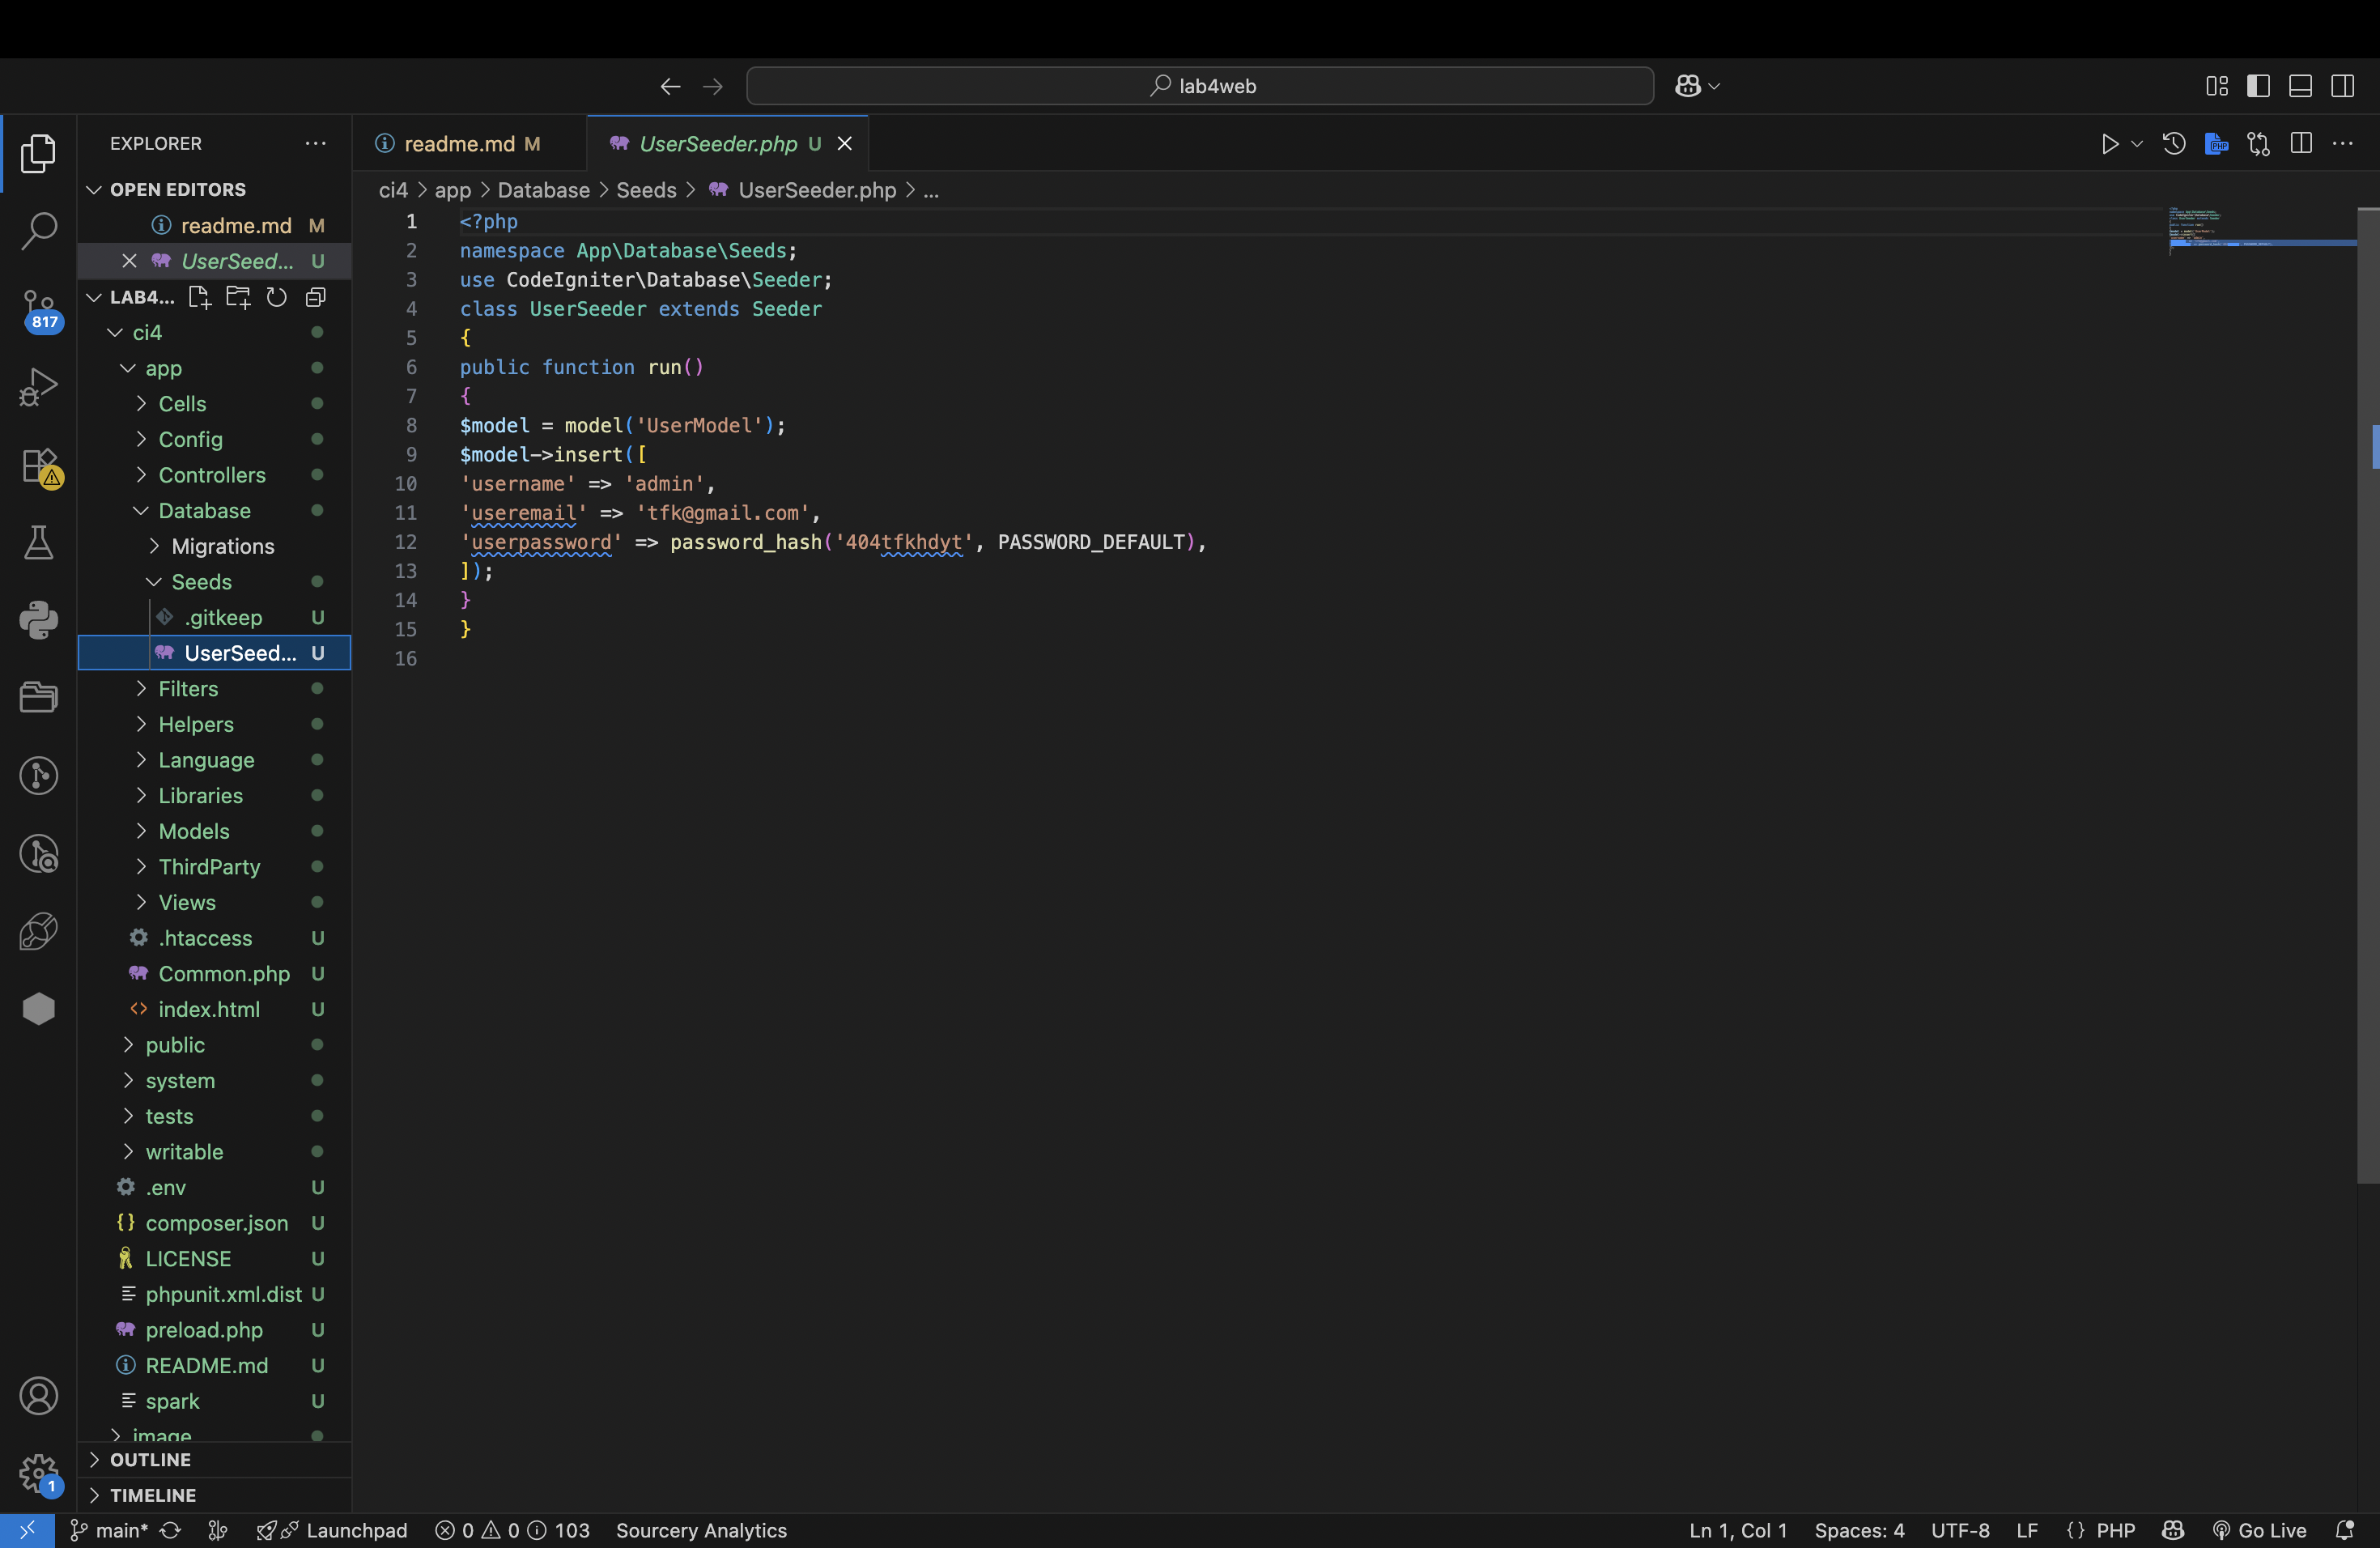 lab4web
EXPLORER
OPEN EDITORS
readme.md M
UserSeed... U
LAB4...
817
ci4
app
Cells
Config
Controllers
Database
Migrations
Seeds
.gitkeep U
UserSeed... U
Filters
Helpers
Language
Libraries
Models
ThirdParty
Views
.htaccess U
Common.php U
index.html U
public
system
tests
writable
.env U
composer.json U
LICENSE U
phpunit.xml.dist U
preload.php U
README.md U
spark U
image
OUTLINE
TIMELINE
1
readme.md M
UserSeeder.php U
PHP
ci4 > app > Database > Seeds > UserSeeder.php > ...
1 <?php
2 namespace App\Database\Seeds;
3 use CodeIgniter\Database\Seeder;
4 class UserSeeder extends Seeder
5 {
6 public function run()
7 {
8 $model = model('UserModel');
9 $model->insert([
10 'username' => 'admin',
11 'useremail' => 'tfk@gmail.com',
12 'userpassword' => password_hash('404tfkhdyt', PASSWORD_DEFAULT),
13 ]);
14 }
15 }
16
main* Launchpad 0 0 103 Sourcery Analytics
Ln 1, Col 1 Spaces: 4 UTF-8 LF {} PHP Go Live